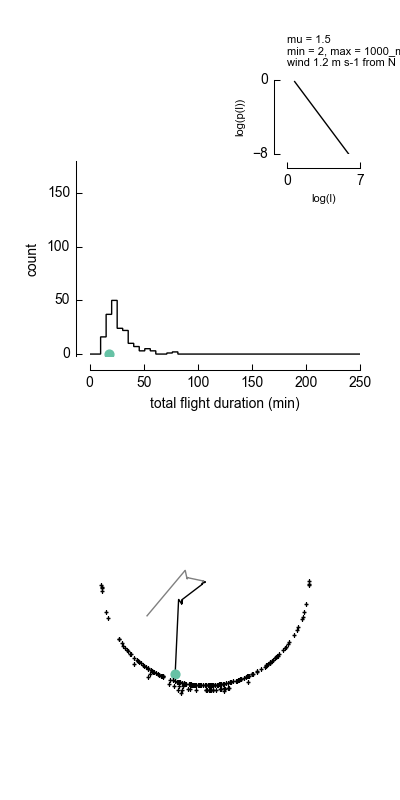 mu = 1.5
min = 2, max = 1000_m
wind 1.2 m s-1 from N
0
−8
log(p(l))
0 7
log(l)
150
100
50
0
count
0 50 100 150 200 250
total flight duration (min)